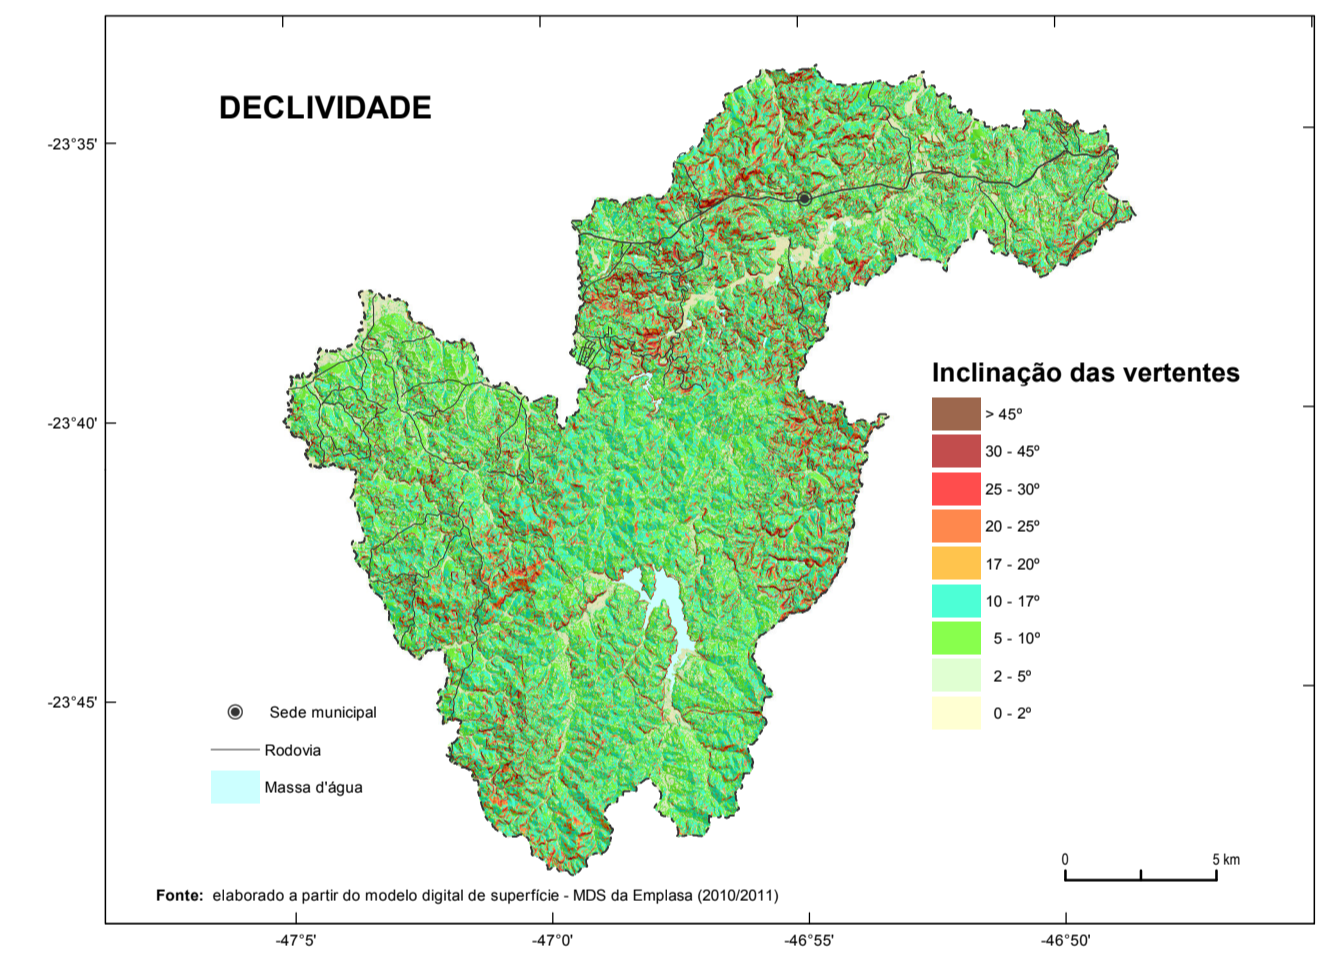 DECLIVIDADE
-23°35'
-23°40'
-23°45'
Inclinação das vertentes
> 45º
30 - 45º
25 - 30º
20 - 25º
17 - 20º
10 - 17º
5 - 10º
2 - 5º
0 - 2º
Sede municipal
Rodovia
Massa d'água
0 5 km
Fonte: elaborado a partir do modelo digital de superfície - MDS da Emplasa (2010/2011)
-47°5' -47°0' -46°55' -46°50'